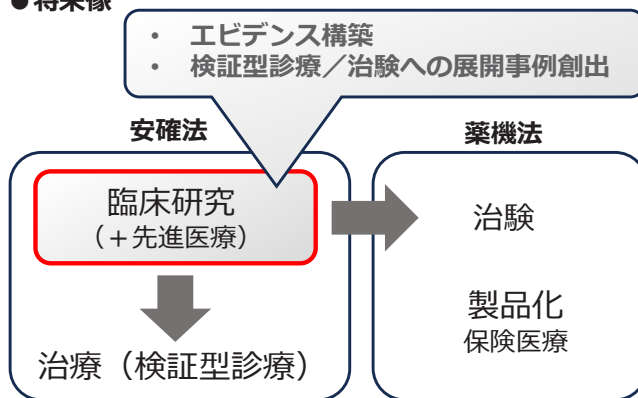 ●将来像
・ エビデンス構築
・ 検証型診療／治験への展開事例創出
安確法
薬機法
臨床研究
（＋先進医療）
治験
製品化
保険医療
治療（検証型診療）